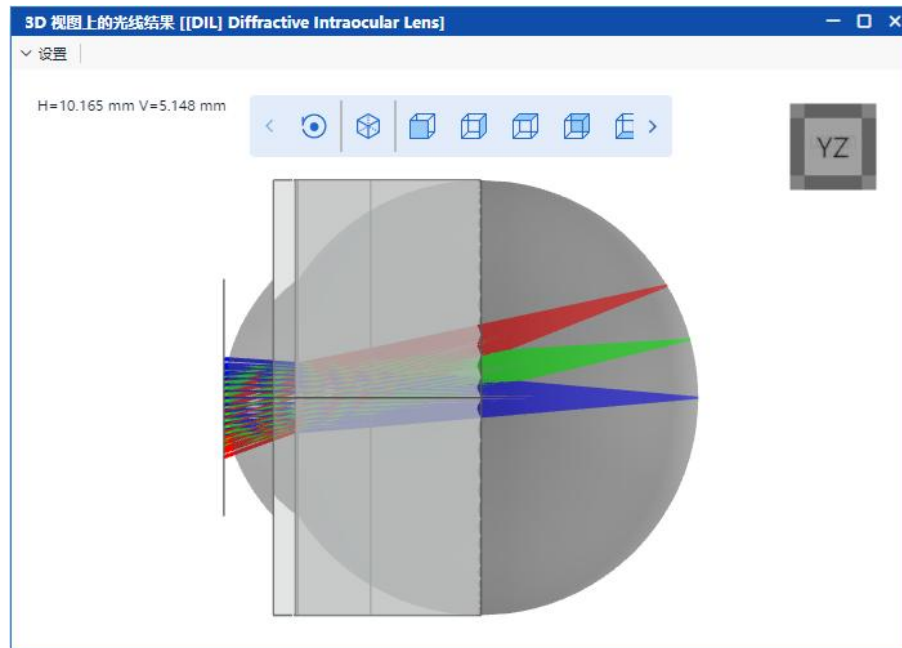 3D 视图上的光线结果 [[DIL] Diffractive Intraocular Lens]
设置
H=10.165 mm V=5.148 mm
YZ